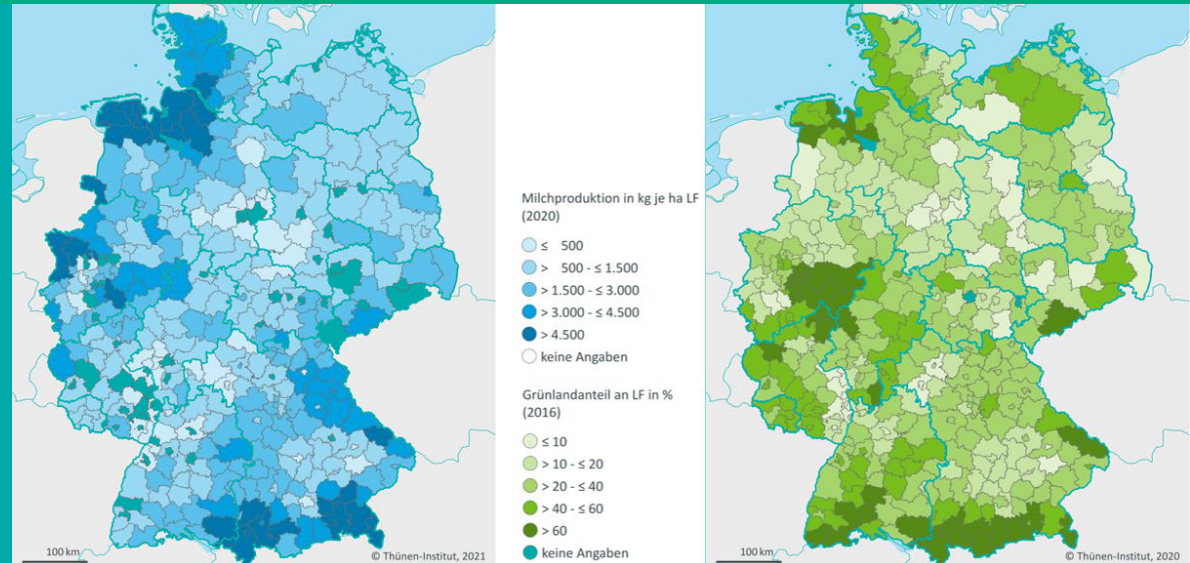 Milchproduktion in kg je ha LF
(2020)
≤ 500
> 500 - ≤ 1.500
> 1.500 - ≤ 3.000
> 3.000 - ≤ 4.500
> 4.500
keine Angaben
Grünlandanteil an LF in %
(2016)
≤ 10
> 10 - ≤ 20
> 20 - ≤ 40
> 40 - ≤ 60
> 60
keine Angaben
100 km
© Thünen-Institut, 2021
100 km
© Thünen-Institut, 2020